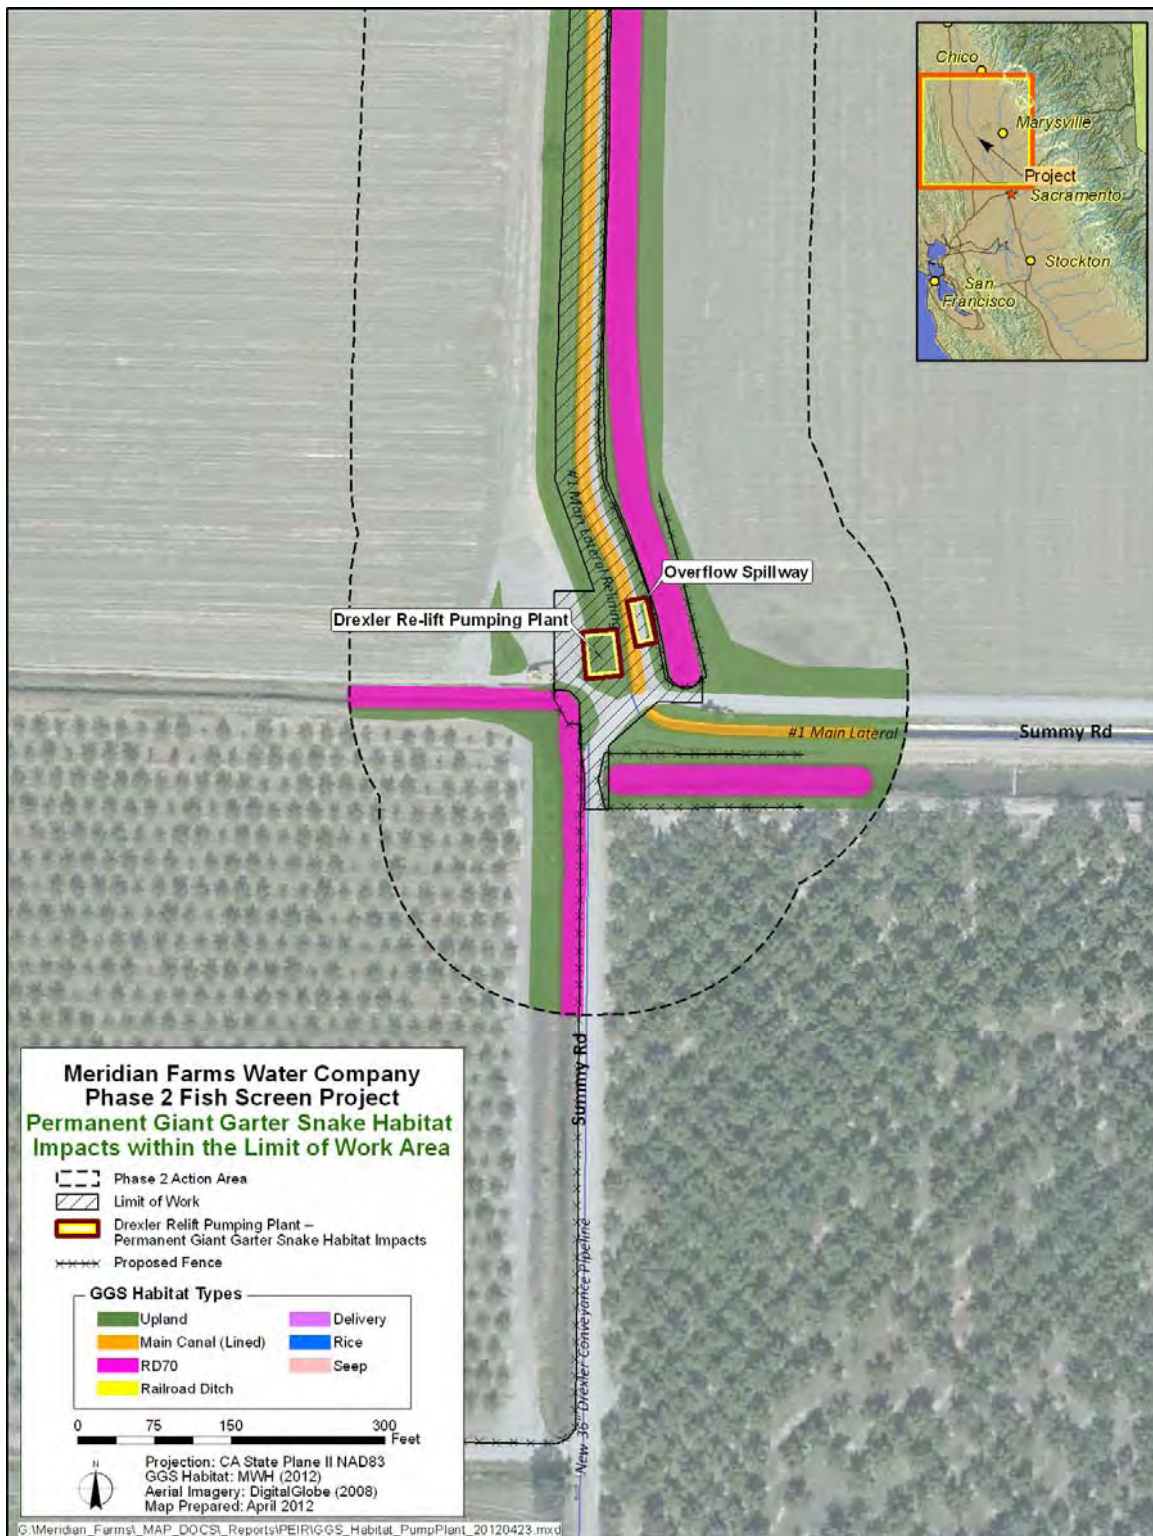 Chico
Marysville
Project
Sacramento
Stockton
San
Francisco
#1 Main Lateral Relining
Overflow Spillway
Drexler Re-lift Pumping Plant
#1 Main Lateral
Summy Rd
Summy Rd
New 36" Drexler Conveyance Pipeline
Meridian Farms Water Company
Phase 2 Fish Screen Project
Permanent Giant Garter Snake Habitat
Impacts within the Limit of Work Area
Phase 2 Action Area
Limit of Work
Drexler Relift Pumping Plant –
Permanent Giant Garter Snake Habitat Impacts
Proposed Fence
GGS Habitat Types
Upland
Main Canal (Lined)
RD70
Railroad Ditch
Delivery
Rice
Seep
0 75 150 300
Feet
N
Projection: CA State Plane II NAD83
GGS Habitat: MWH (2012)
Aerial Imagery: DigitalGlobe (2008)
Map Prepared: April 2012
G:\Meridian_Farms\_MAP_DOCS\_Reports\PEIR\GGS_Habitat_PumpPlant_20120423.mxd